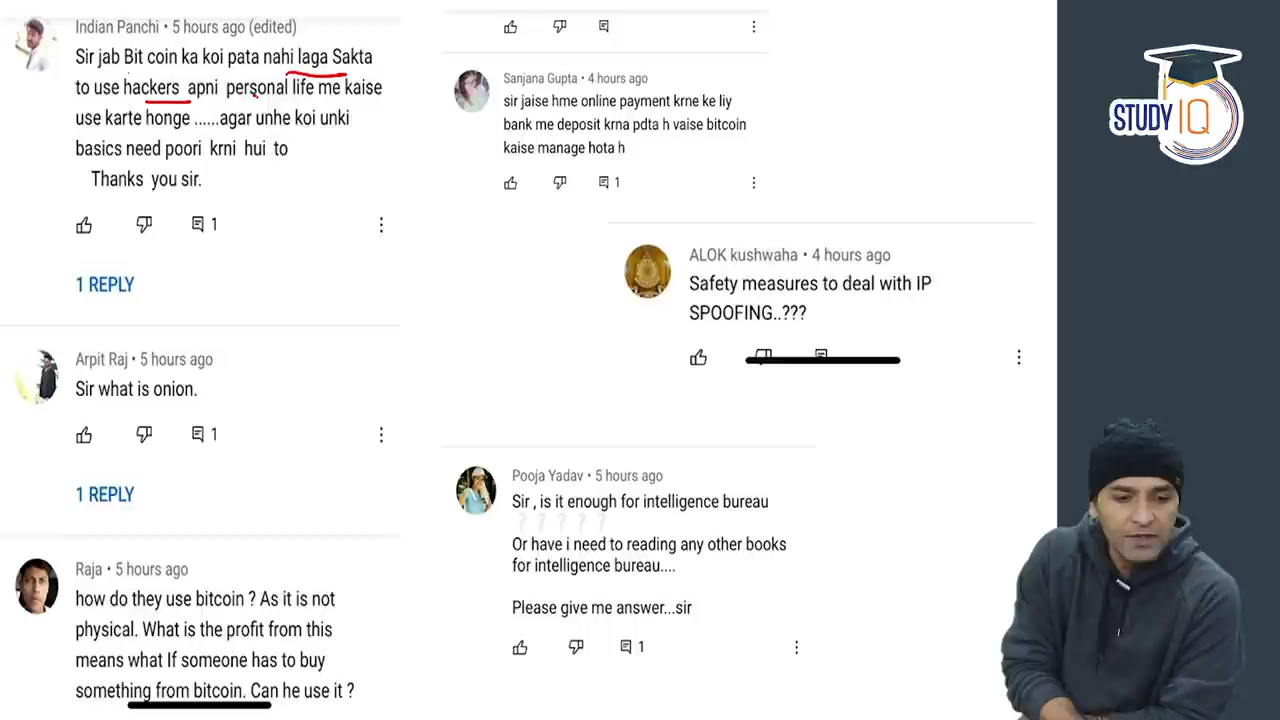 Indian Panchi • 5 hours ago (edited)
Sir jab Bit coin ka koi pata nahi laga Sakta
to use hackers apni personal life me kaise
use karte honge ......agar unhe koi unki
basics need poori krni hui to
Thanks you sir.
1
1 REPLY
Arpit Raj • 5 hours ago
Sir what is onion.
1
1 REPLY
Raja • 5 hours ago
how do they use bitcoin ? As it is not
physical. What is the profit from this
means what If someone has to buy
something from bitcoin. Can he use it ?
Sanjana Gupta • 4 hours ago
sir jaise hme online payment krne ke liy
bank me deposit krna pdta h vaise bitcoin
kaise manage hota h
1
ALOK kushwaha • 4 hours ago
Safety measures to deal with IP
SPOOFING..???
Pooja Yadav • 5 hours ago
Sir , is it enough for intelligence bureau
? ? ? ? ?
Or have i need to reading any other books
for intelligence bureau....
Please give me answer...sir
1
STUDY IQ